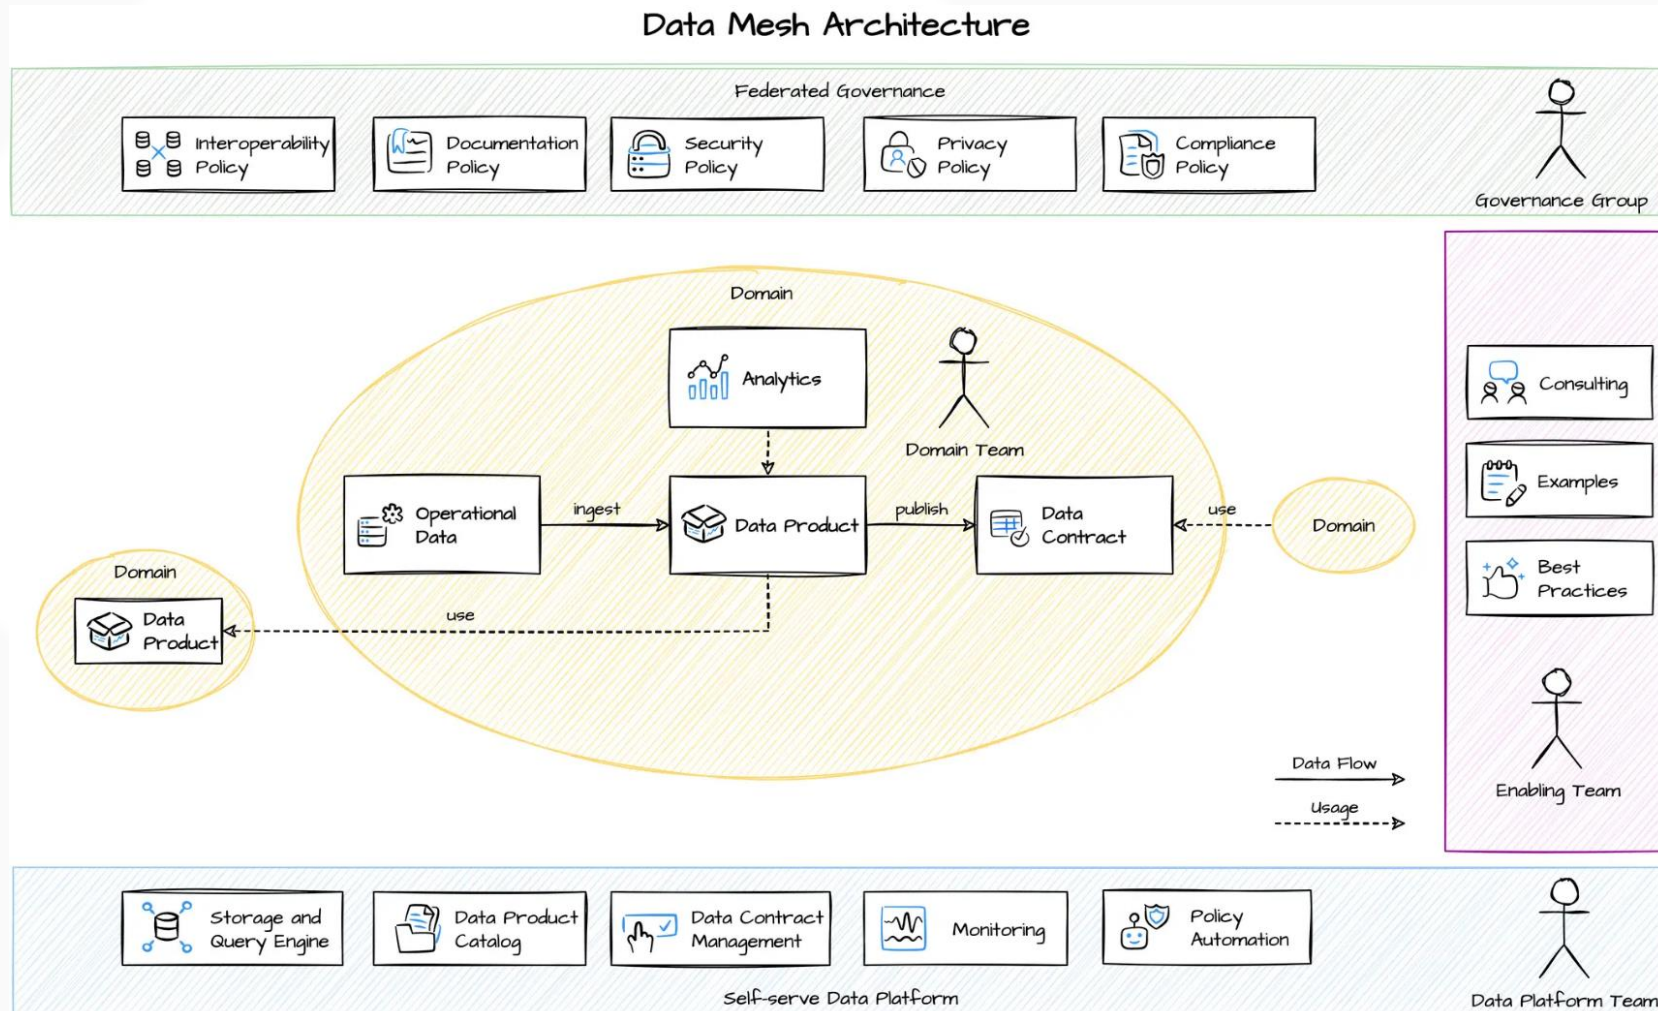 Data Mesh Architecture
Federated Governance
Interoperability
Policy
Documentation
Policy
Security
Policy
Privacy
Policy
Compliance
Policy
Governance Group
Domain
Analytics
Domain Team
Operational
Data
ingest
Data Product
publish
Data
Contract
use
Domain
Domain
Data
Product
use
Consulting
Examples
Best
Practices
Enabling Team
Data Flow
Usage
Storage and
Query Engine
Data Product
Catalog
Data Contract
Management
Monitoring
Policy
Automation
Self-serve Data Platform
Data Platform Team